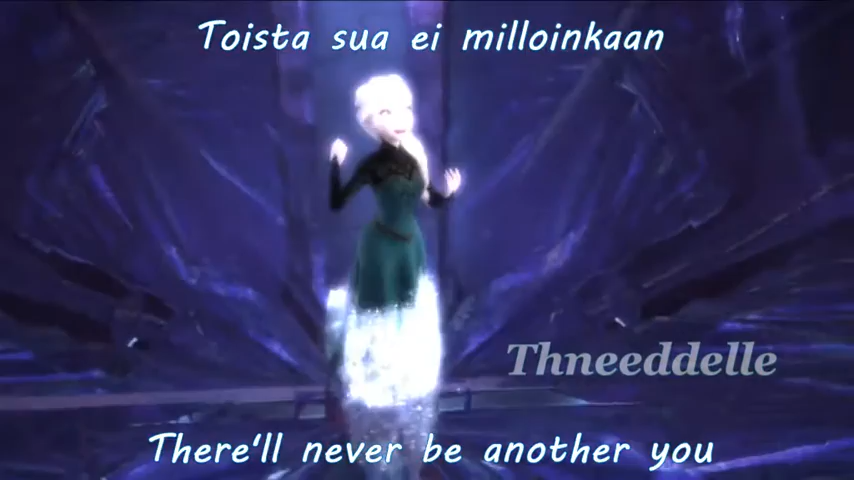 Toista sua ei milloinkaan
Thneeddelle
There'll never be another you